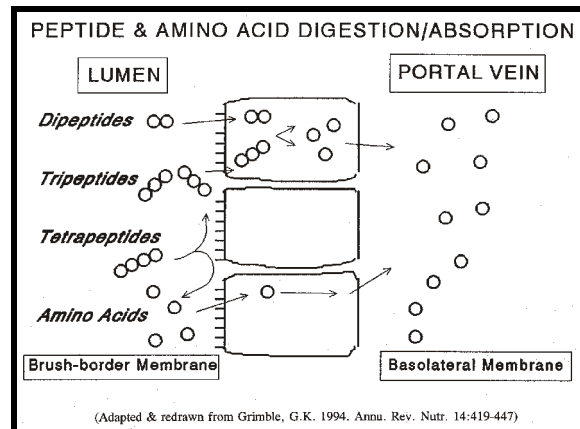 PEPTIDE & AMINO ACID DIGESTION/ABSORPTION
LUMEN
PORTAL VEIN
Dipeptides
Tripeptides
Tetrapeptides
Amino Acids
Brush-border Membrane
Basolateral Membrane
(Adapted & redrawn from Grimble, G.K. 1994. Annu. Rev. Nutr. 14:419-447)